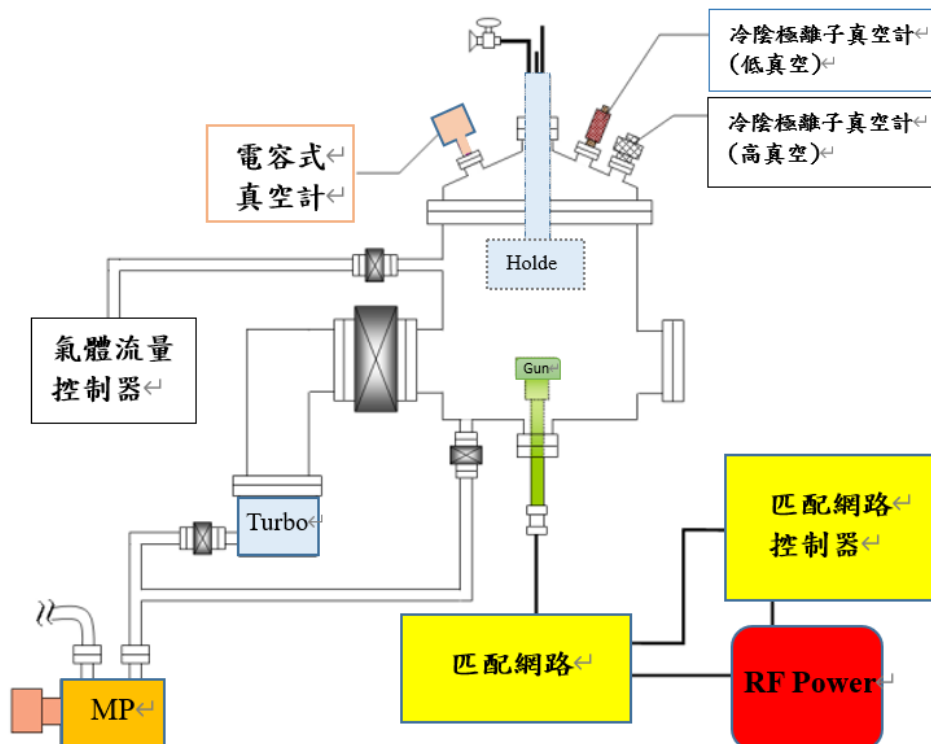 冷陰極離子真空計
(低真空)
冷陰極離子真空計
(高真空)
電容式
真空計
Holde
氣體流量
控制器
Gun
Turbo
匹配網路
控制器
匹配網路
RF Power
MP